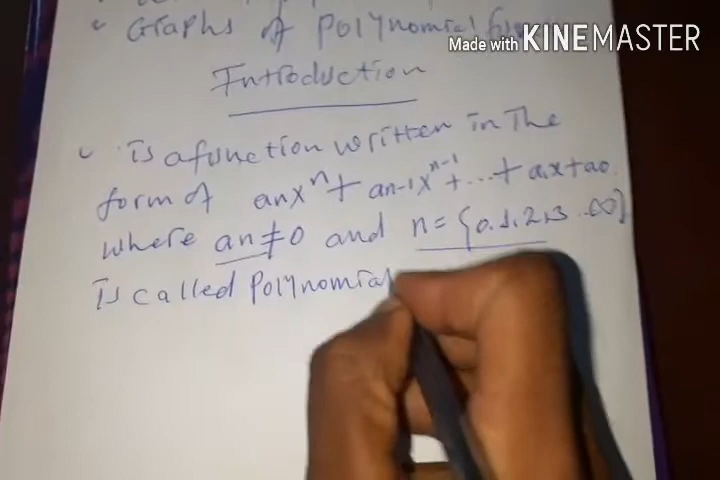 Graphs of Polynomial
Made with KINEMASTER
Introduction
is a function written in The
form of anxⁿ + an-1xⁿ⁻¹ + ... + a1x + a0
where an ≠ 0 and n = {0,1,2,3 ..∞}
is called Polynomial